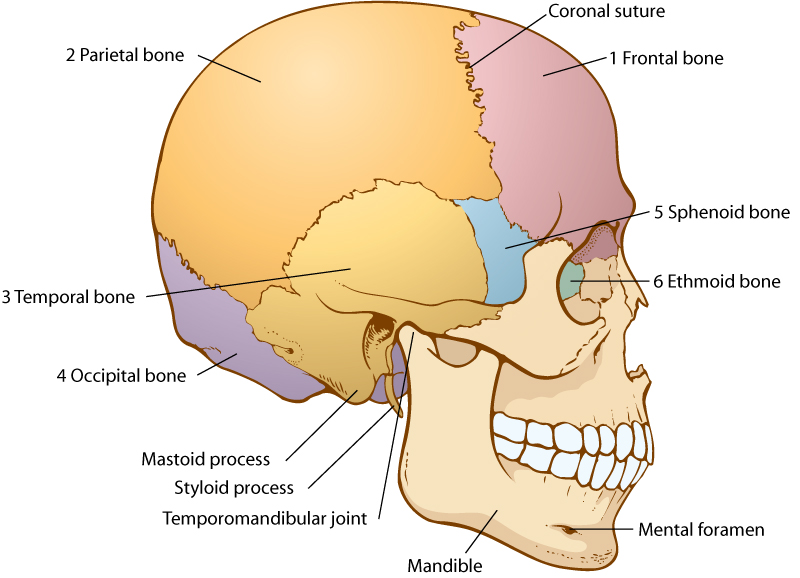 Coronal suture
2 Parietal bone
1 Frontal bone
5 Sphenoid bone
6 Ethmoid bone
3 Temporal bone
4 Occipital bone
Mastoid process
Styloid process
Temporomandibular joint
Mental foramen
Mandible